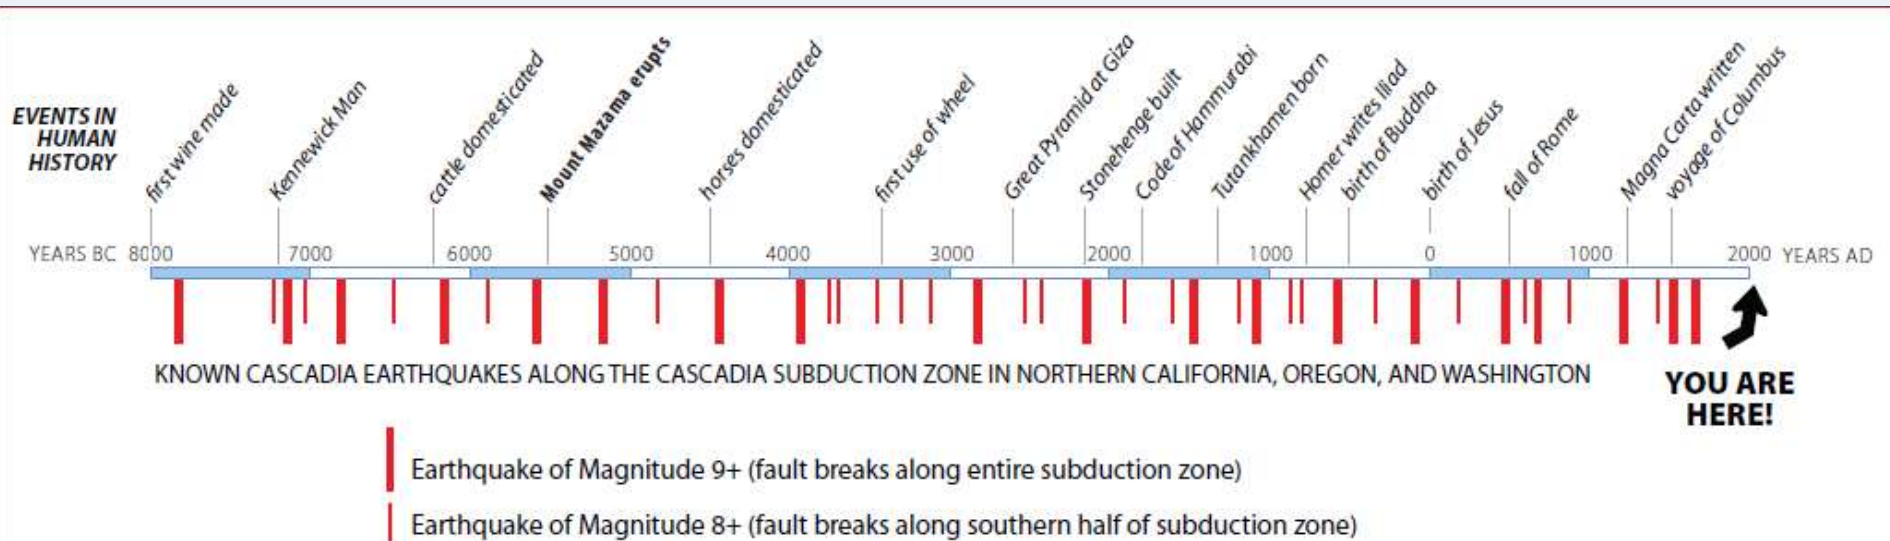 EVENTS IN
HUMAN
HISTORY
first wine made
Kennewick Man
cattle domesticated
Mount Mazama erupts
horses domesticated
first use of wheel
Great Pyramid at Giza
Stonehenge built
Code of Hammurabi
Tutankhamen born
Homer writes Iliad
birth of Buddha
birth of Jesus
fall of Rome
Magna Carta written
voyage of Columbus
YEARS BC 8000 7000 6000 5000 4000 3000 2000 1000 0 1000 2000 YEARS AD
KNOWN CASCADIA EARTHQUAKES ALONG THE CASCADIA SUBDUCTION ZONE IN NORTHERN CALIFORNIA, OREGON, AND WASHINGTON
YOU ARE
HERE!
Earthquake of Magnitude 9+ (fault breaks along entire subduction zone)
Earthquake of Magnitude 8+ (fault breaks along southern half of subduction zone)